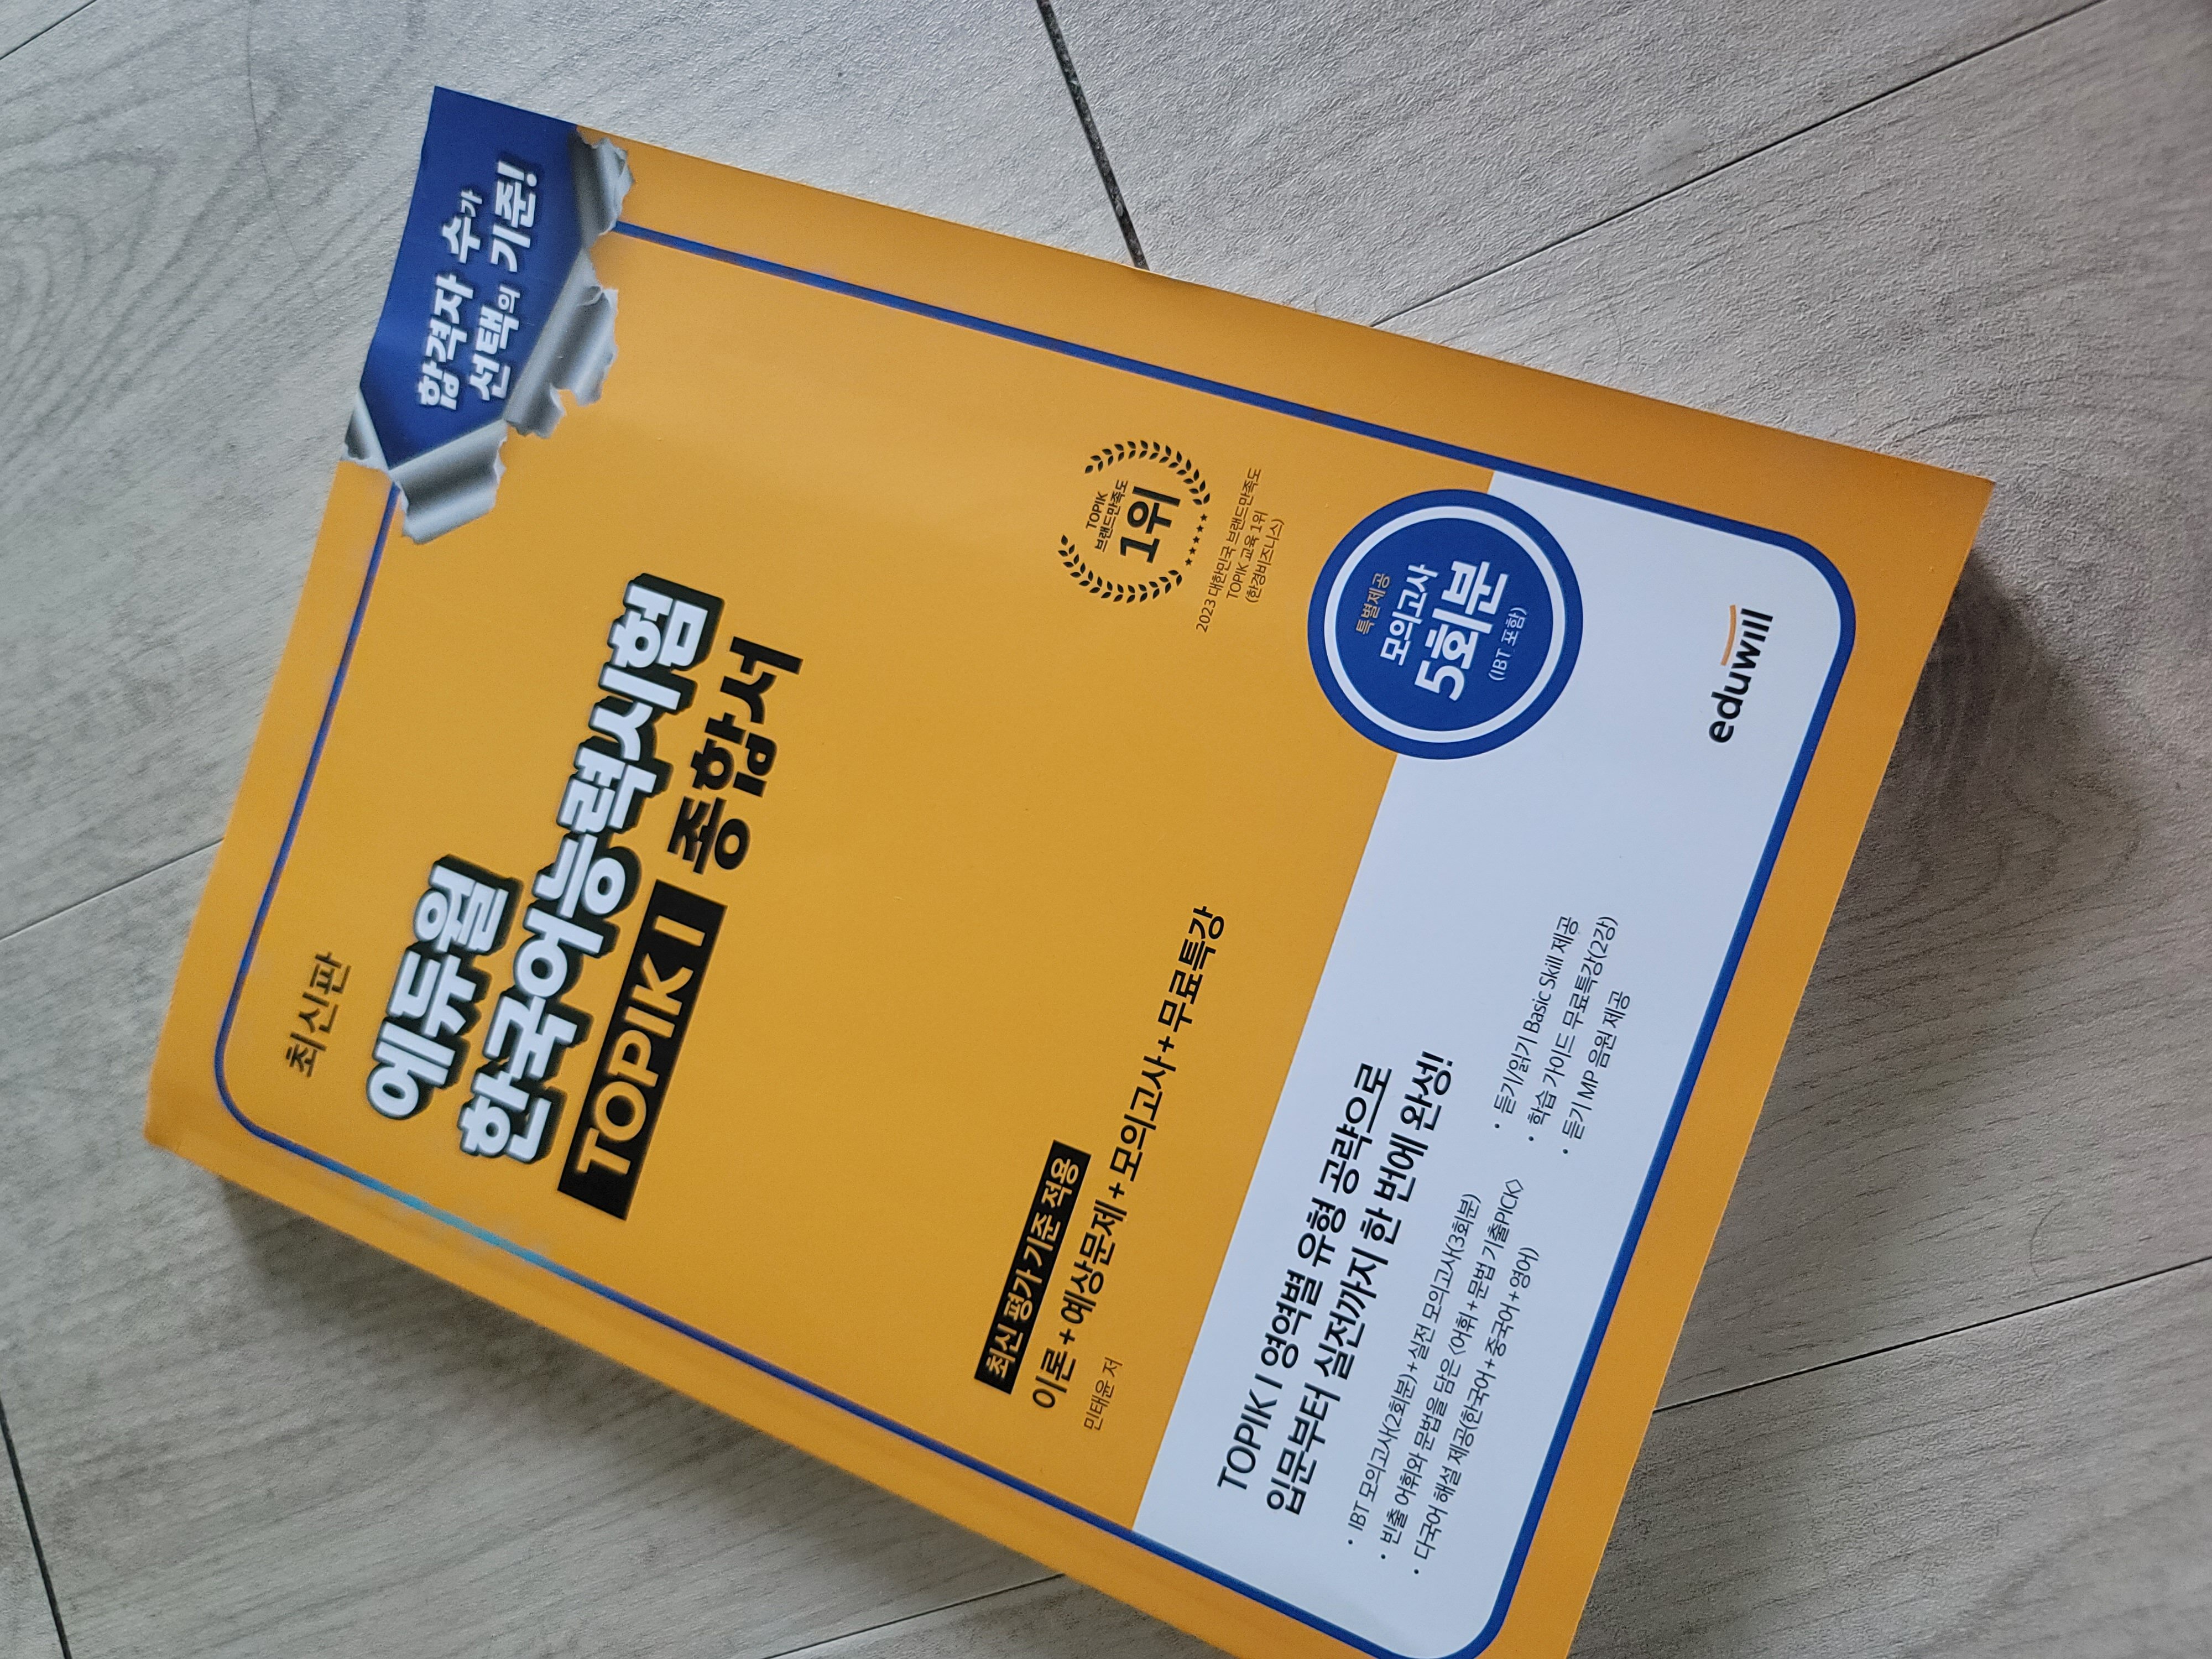 합격자 수가
선택의 기준!
최신판
에듀윌
한국어능력시험
TOPIK I 종합서
TOPIK
브랜드만족도
1위
★★★★★
2023 대한민국 브랜드만족도
TOPIK 교육 1위
(한경비즈니스)
최신 평가 기준 적용
이론+예상문제+모의고사+무료특강
민태윤 저
특별제공
모의고사
5회분
(IBT 포함)
TOPIK I 영역별 유형 공략으로
입문부터 실전까지 한 번에 완성!
· IBT 모의고사(2회분)+실전 모의고사(3회분)
· 빈출 어휘와 문법을 담은 <어휘+문법 기출PICK>
· 다국어 해설 제공(한국어+중국어+영어)
· 듣기/읽기 Basic Skill 제공
· 학습 가이드 무료특강(2강)
· 듣기 MP 음원 제공
eduwill